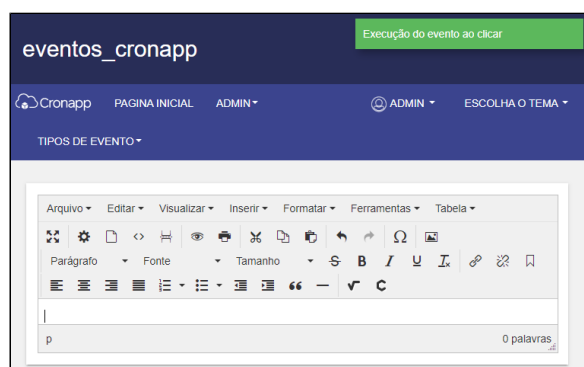 Execução do evento ao clicar
eventos_cronapp
Cronapp PAGINA INICIAL ADMIN ADMIN ESCOLHA O TEMA
TIPOS DE EVENTO
Arquivo Editar Visualizar Inserir Formatar Ferramentas Tabela
Parágrafo Fonte Tamanho S B I U Tx
p 0 palavras